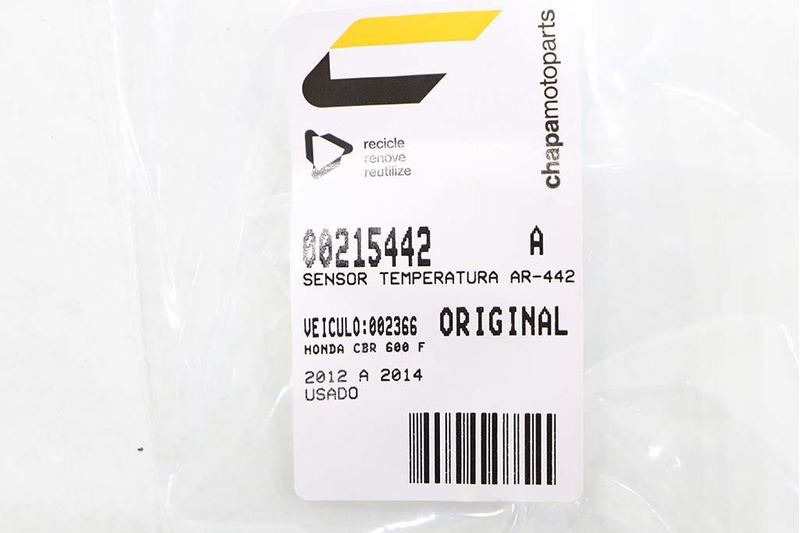 chapamotoparts
recicle
renove
reutilize
00215442 A
SENSOR TEMPERATURA AR-442
VEICULO:002366 ORIGINAL
HONDA CBR 600 F
2012 A 2014
USADO